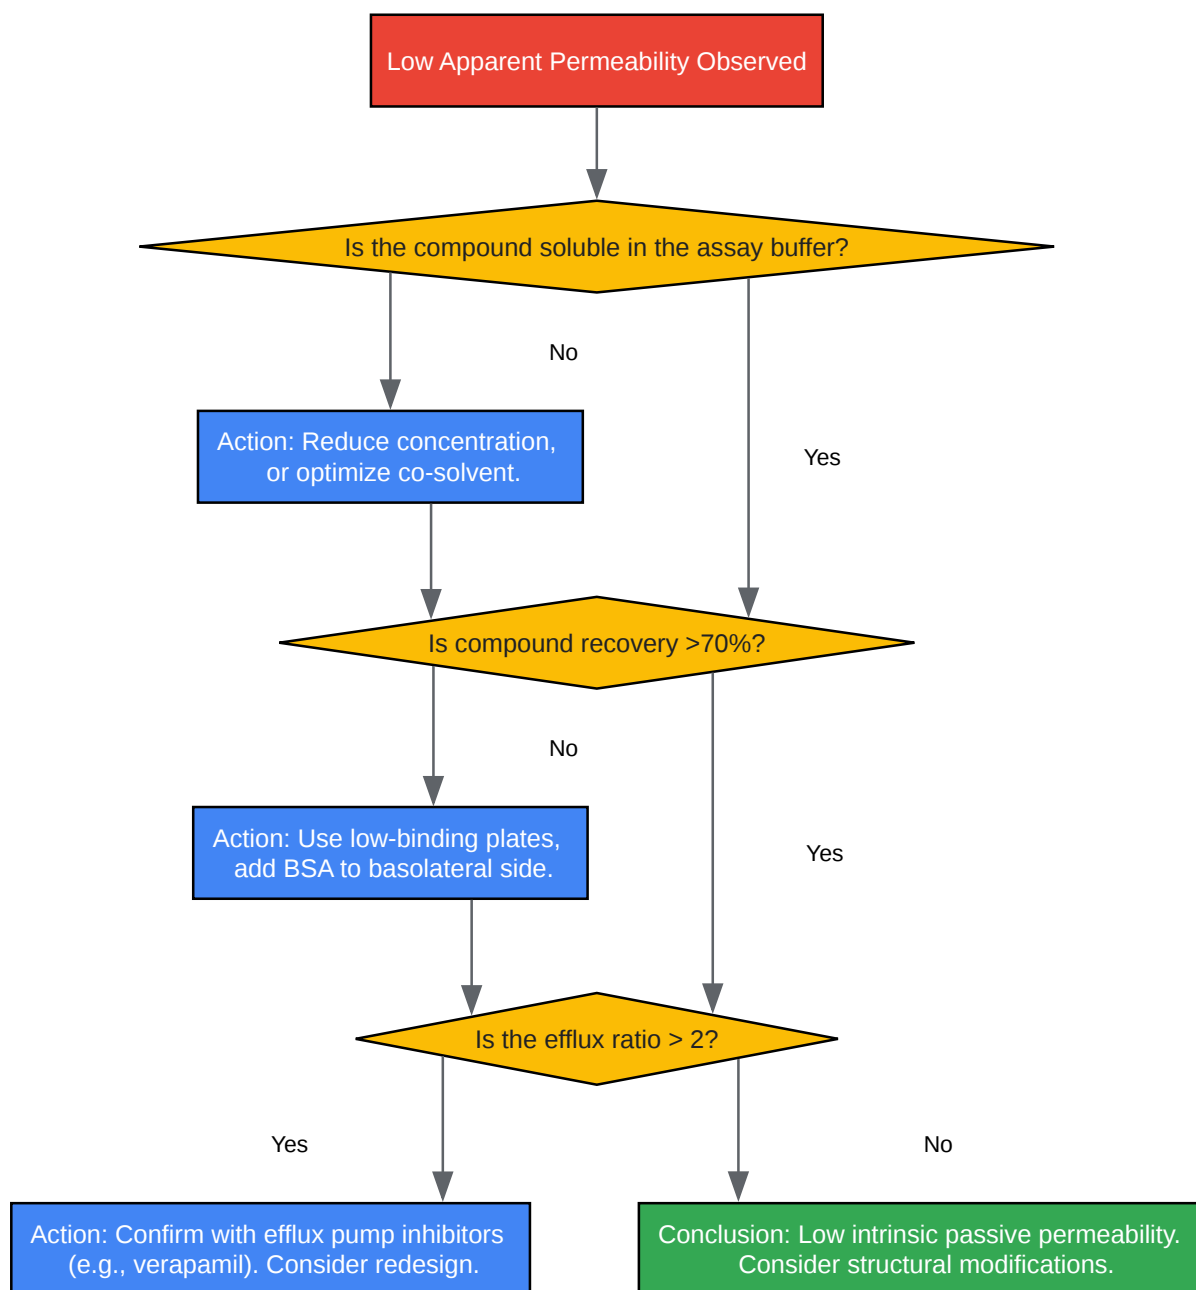 Low Apparent Permeability Observed
Is the compound soluble in the assay buffer?
No
Action: Reduce concentration,
or optimize co-solvent.
Yes
Is compound recovery >70%?
No
Action: Use low-binding plates,
add BSA to basolateral side.
Yes
Is the efflux ratio > 2?
Yes
No
Action: Confirm with efflux pump inhibitors
(e.g., verapamil). Consider redesign.
Conclusion: Low intrinsic passive permeability.
Consider structural modifications.